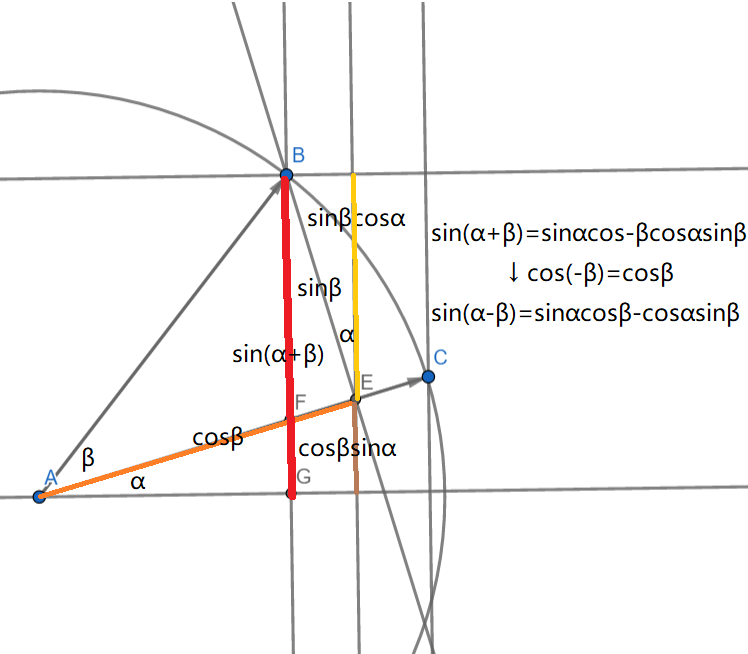 B
sinβcosα
sin(α+β)=sinαcos-βcosαsinβ
↓cos(-β)=cosβ
sinβ
sin(α-β)=sinαcosβ-cosαsinβ
α
sin(α+β)
C
E
F
cosβ
cosβsinα
β
A
α
G